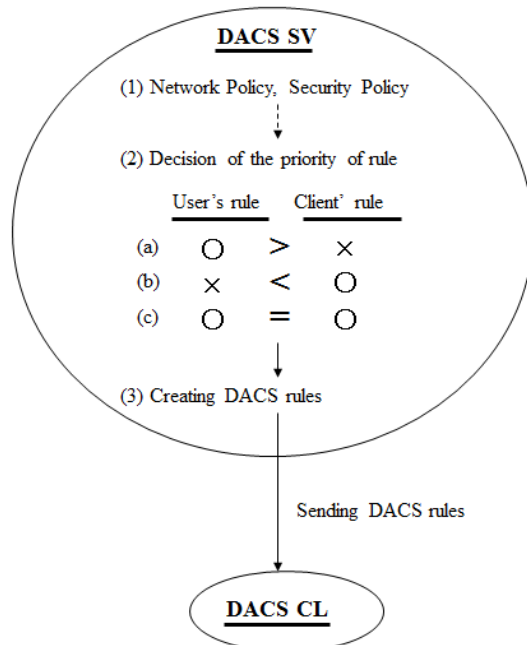 DACS SV
(1) Network Policy, Security Policy
(2) Decision of the priority of rule
User's rule Client' rule
(a) O > ×
(b) × < O
(c) O = O
(3) Creating DACS rules
Sending DACS rules
DACS CL